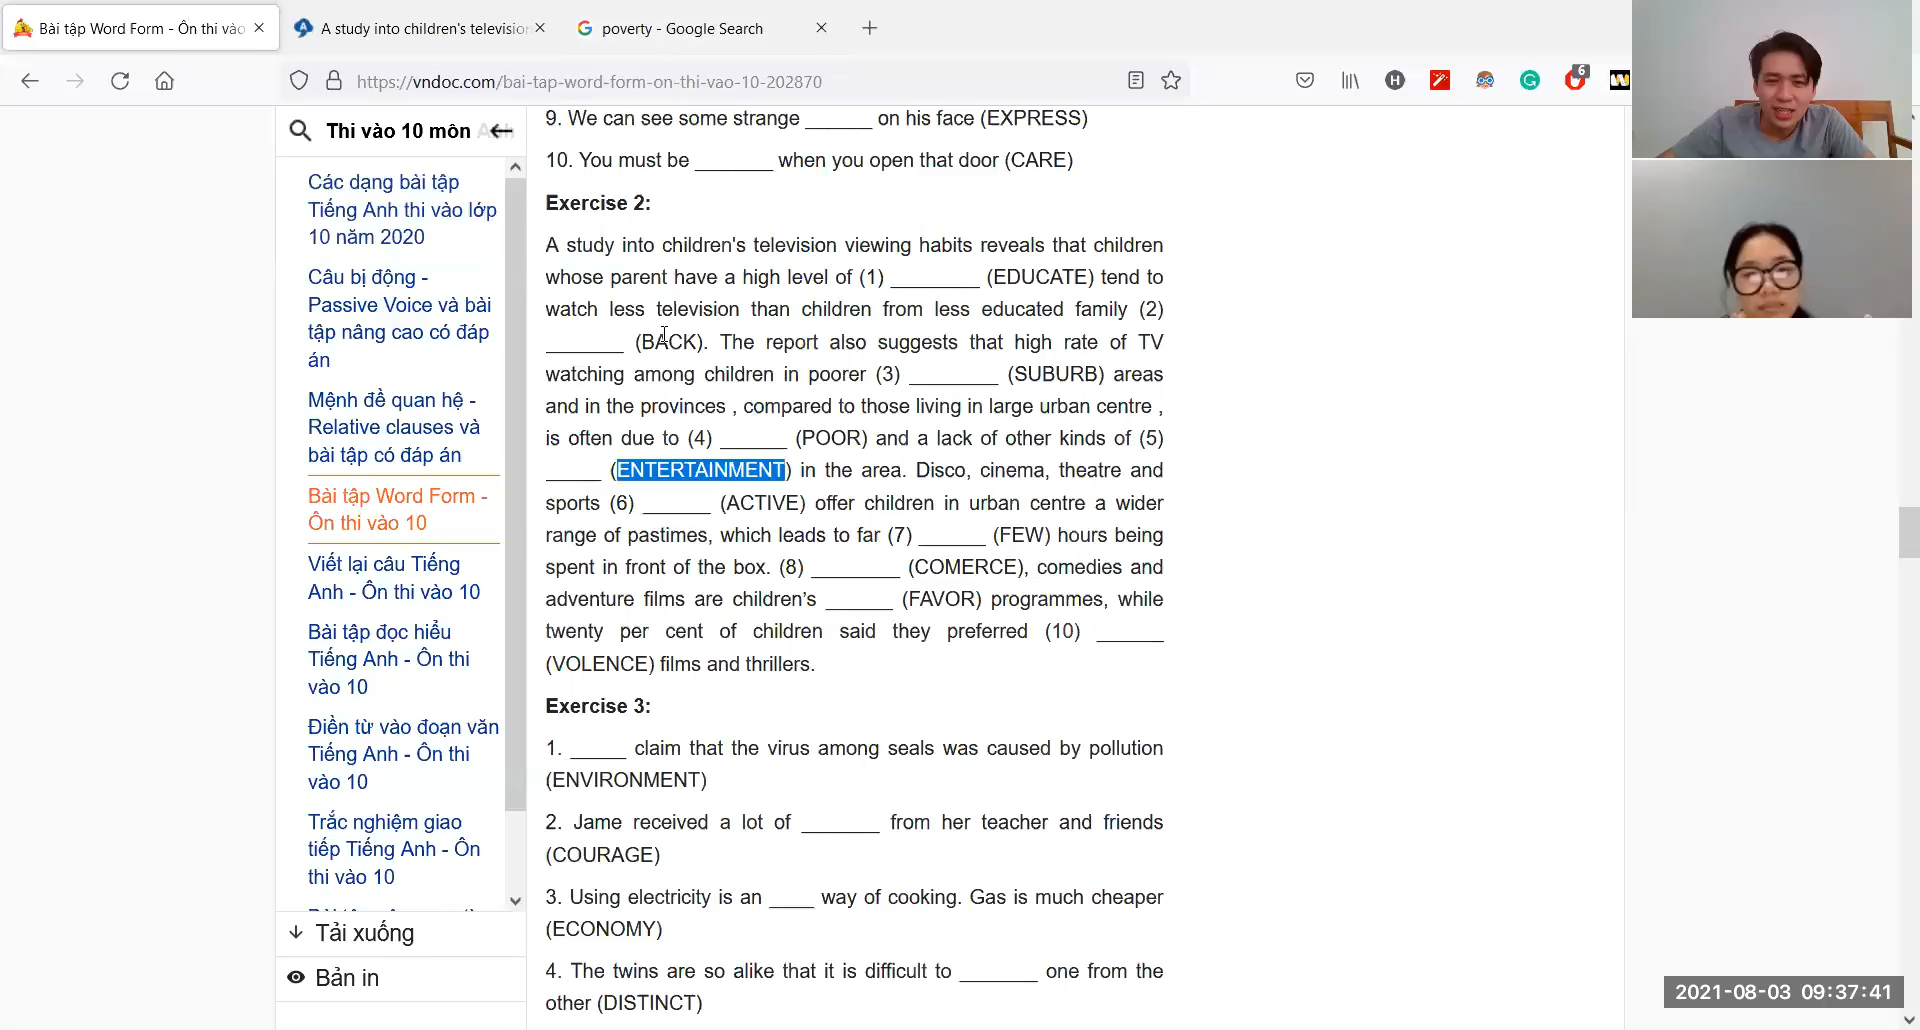 Bài tập Word Form - Ôn thi vào
A study into children's televisio
poverty - Google Search
https://vndoc.com/bai-tap-word-form-on-thi-vao-10-202870
6
Thi vào 10 môn
Các dạng bài tập
Tiếng Anh thi vào lớp
10 năm 2020
Câu bị động -
Passive Voice và bài
tập nâng cao có đáp
án
Mệnh đề quan hệ -
Relative clauses và
bài tập có đáp án
Bài tập Word Form -
Ôn thi vào 10
Viết lại câu Tiếng
Anh - Ôn thi vào 10
Bài tập đọc hiểu
Tiếng Anh - Ôn thi
vào 10
Điền từ vào đoạn văn
Tiếng Anh - Ôn thi
vào 10
Trắc nghiệm giao
tiếp Tiếng Anh - Ôn
thi vào 10
Tải xuống
Bản in
9. We can see some strange ______ on his face (EXPRESS)
10. You must be _______ when you open that door (CARE)
Exercise 2:
A study into children's television viewing habits reveals that children
whose parent have a high level of (1) ________ (EDUCATE) tend to
watch less television than children from less educated family (2)
_______ (BACK). The report also suggests that high rate of TV
watching among children in poorer (3) ________ (SUBURB) areas
and in the provinces , compared to those living in large urban centre ,
is often due to (4) ______ (POOR) and a lack of other kinds of (5)
_____ (ENTERTAINMENT) in the area. Disco, cinema, theatre and
sports (6) ______ (ACTIVE) offer children in urban centre a wider
range of pastimes, which leads to far (7) ______ (FEW) hours being
spent in front of the box. (8) ________ (COMERCE), comedies and
adventure films are children’s ______ (FAVOR) programmes, while
twenty per cent of children said they preferred (10) ______
(VOLENCE) films and thrillers.
Exercise 3:
1. _____ claim that the virus among seals was caused by pollution
(ENVIRONMENT)
2. Jame received a lot of _______ from her teacher and friends
(COURAGE)
3. Using electricity is an ____ way of cooking. Gas is much cheaper
(ECONOMY)
4. The twins are so alike that it is difficult to _______ one from the
other (DISTINCT)
2021-08-03 09:37:41